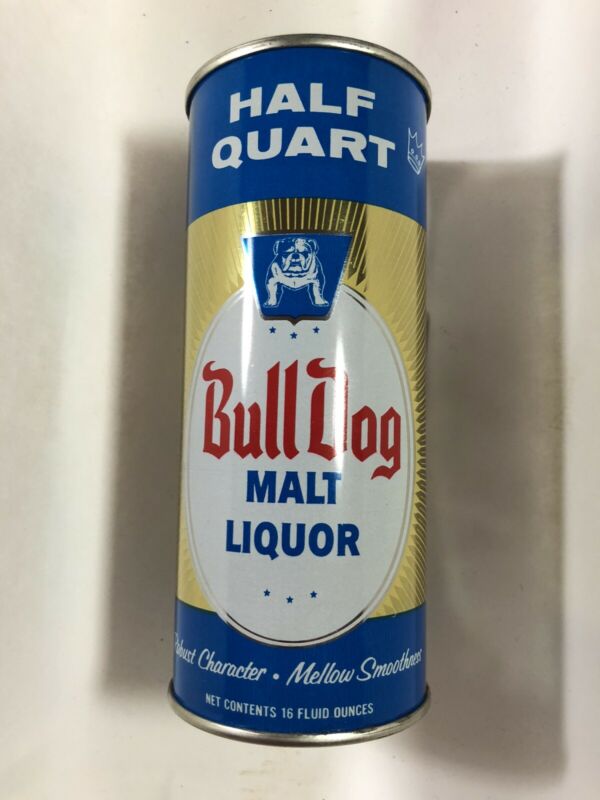 HALF
QUART
Bull Dog
MALT
LIQUOR
Robust Character • Mellow Smoothness
NET CONTENTS 16 FLUID OUNCES